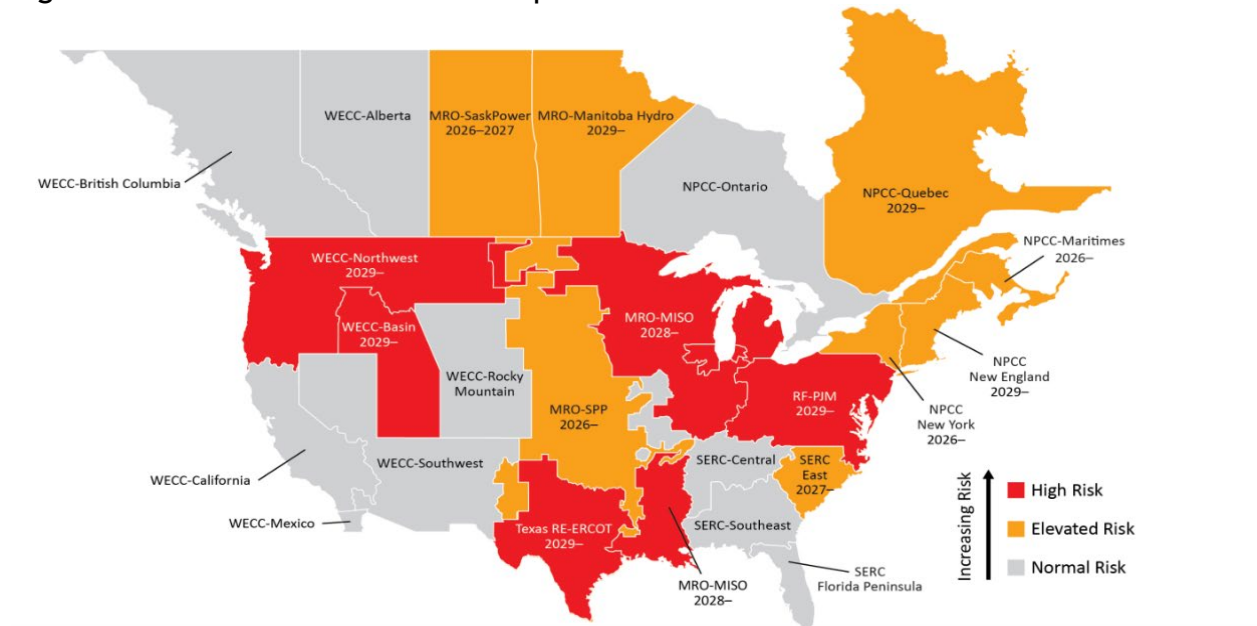 WECC-Alberta
MRO-SaskPower
2026–2027
MRO-Manitoba Hydro
2029–
WECC-British Columbia
NPCC-Ontario
NPCC-Quebec
2029–
NPCC-Maritimes
2026–
WECC-Northwest
2029–
WECC-Basin
2029–
MRO-MISO
2028–
WECC-Rocky
Mountain
NPCC
New England
2029–
RF-PJM
2029–
MRO-SPP
2026–
NPCC
New York
2026–
WECC-Southwest
SERC-Central
SERC
East
2027–
WECC-California
WECC-Mexico
Texas RE-ERCOT
2029–
SERC-Southeast
MRO-MISO
2028–
SERC
Florida Peninsula
Increasing Risk
High Risk
Elevated Risk
Normal Risk